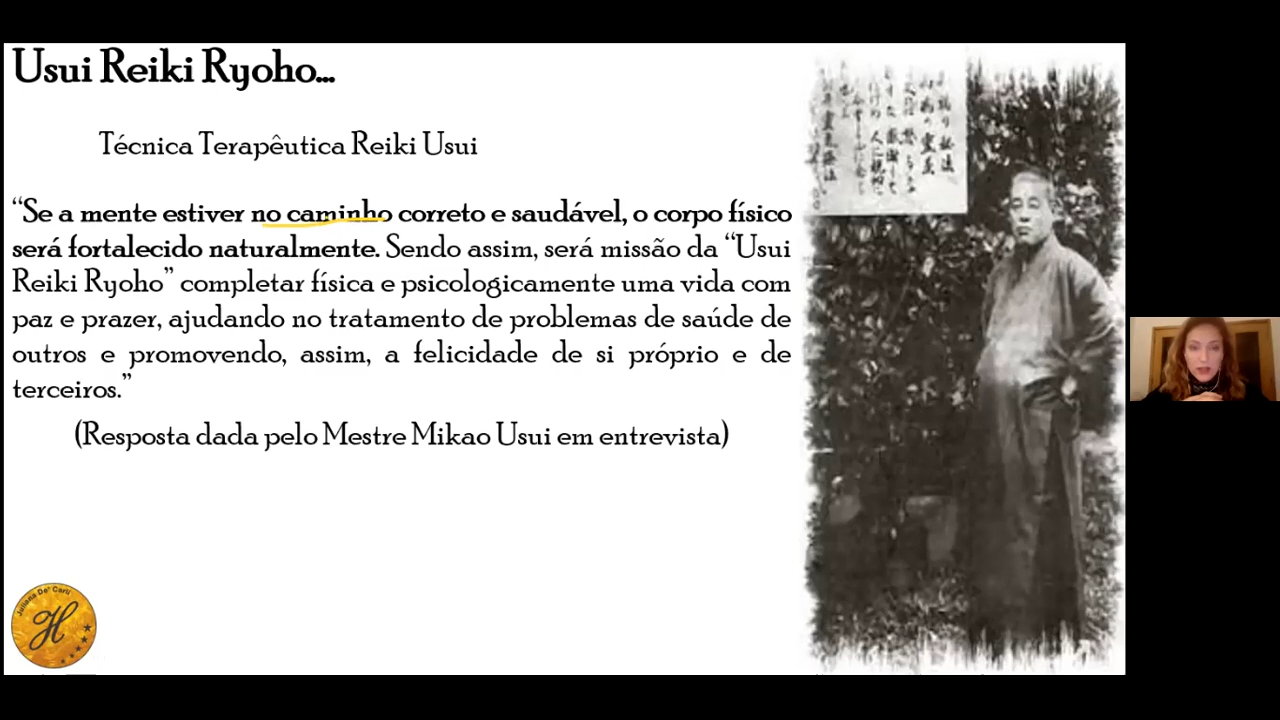 Usui Reiki Ryoho...
Técnica Terapêutica Reiki Usui
“Se a mente estiver no caminho correto e saudável, o corpo físico
será fortalecido naturalmente. Sendo assim, será missão da “Usui
Reiki Ryoho” completar física e psicologicamente uma vida com
paz e prazer, ajudando no tratamento de problemas de saúde de
outros e promovendo, assim, a felicidade de si próprio e de
terceiros.”
(Resposta dada pelo Mestre Mikao Usui em entrevista)
Juliana De' Carli
H